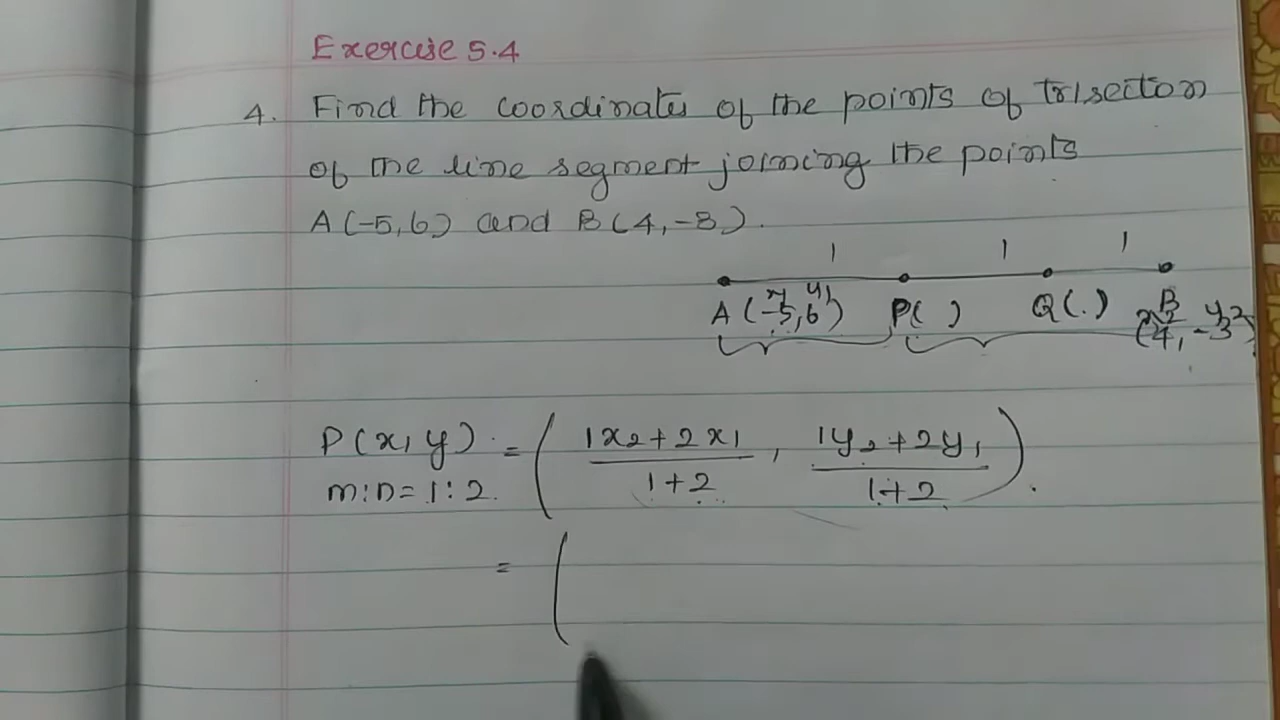 Exercise 5.4
4. Find the coordinates of the points of trisection
of the line segment joining the points
A(-5,6) and B(4,-3).
1 1 1
x1 y1
A(-5,6) P( ) Q(.) B
x2 y2
(4,-3)
P(x,y) = ( 1x2+2x1 / 1+2 , 1y2+2y1 / 1+2 ).
m:n=1:2.
= (